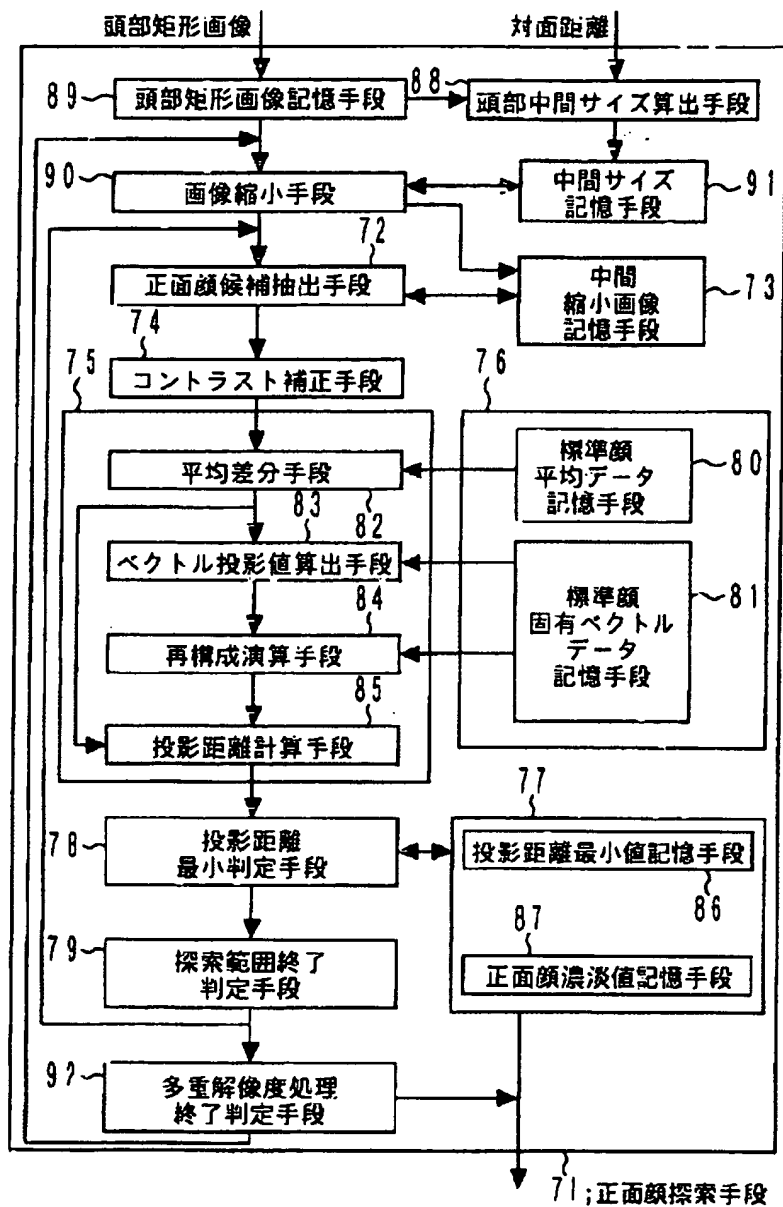 頭部矩形画像
対面距離
89
頭部矩形画像記憶手段
88
頭部中間サイズ算出手段
90
画像縮小手段
中間サイズ
記憶手段
91
72
正面顔候補抽出手段
中間
縮小画像
記憶手段
73
74
コントラスト補正手段
75
76
平均差分手段
82
標準顔
平均データ
記憶手段
80
83
ベクトル投影値算出手段
84
再構成演算手段
標準顔
固有ベクトル
データ
記憶手段
81
85
投影距離計算手段
77
78
投影距離
最小判定手段
投影距離最小値記憶手段
86
79
探索範囲終了
判定手段
87
正面顔濃淡値記憶手段
92
多重解像度処理
終了判定手段
71;正面顔探索手段